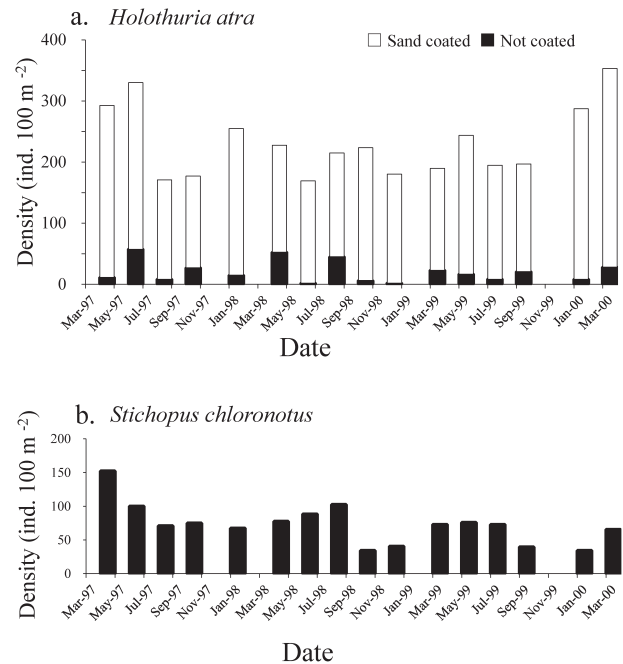 a. Holothuria atra
Sand coated Not coated
Density (ind. 100 m -2)
400
300
200
100
0
Mar-97 May-97 Jul-97 Sep-97 Nov-97 Jan-98 Mar-98 May-98 Jul-98 Sep-98 Nov-98 Jan-99 Mar-99 May-99 Jul-99 Sep-99 Nov-99 Jan-00 Mar-00
Date
b. Stichopus chloronotus
Density (ind. 100 m -2)
200
150
100
50
0
Mar-97 May-97 Jul-97 Sep-97 Nov-97 Jan-98 Mar-98 May-98 Jul-98 Sep-98 Nov-98 Jan-99 Mar-99 May-99 Jul-99 Sep-99 Nov-99 Jan-00 Mar-00
Date